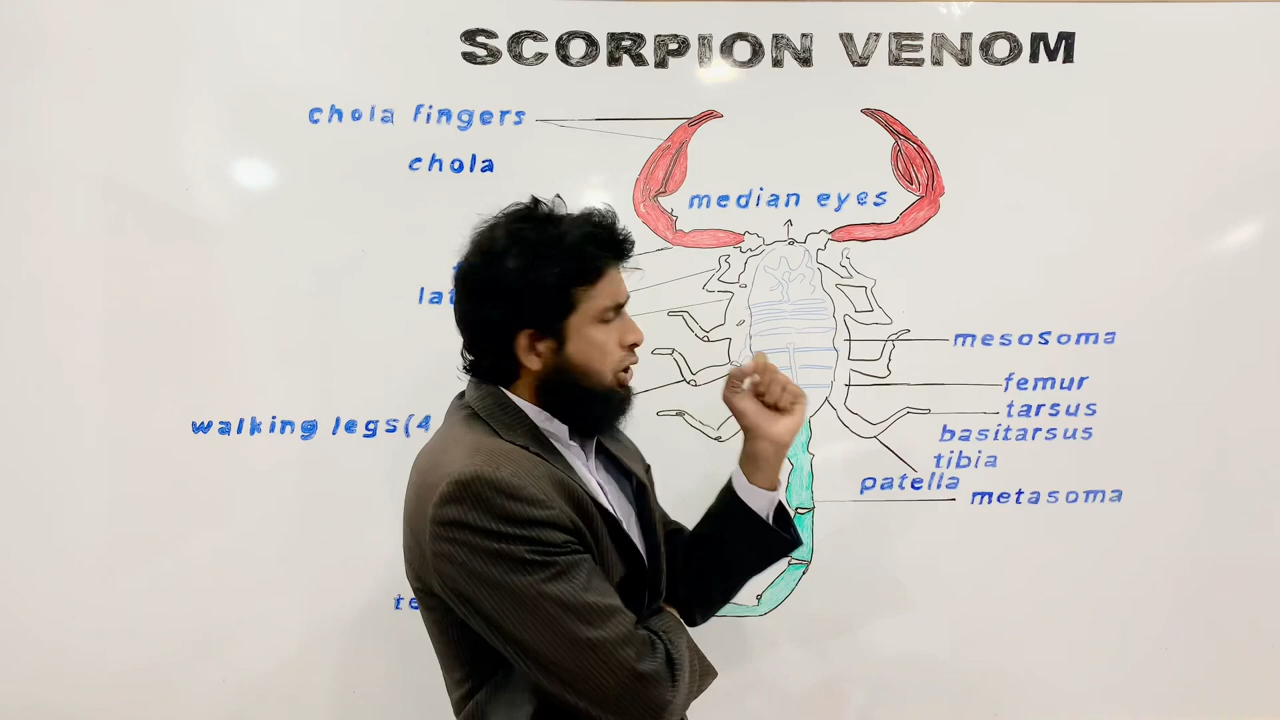 SCORPION VENOM
chola fingers
chola
median eyes
mesosoma
femur
walking legs(4
tarsus
basitarsus
tibia
patella
metasoma